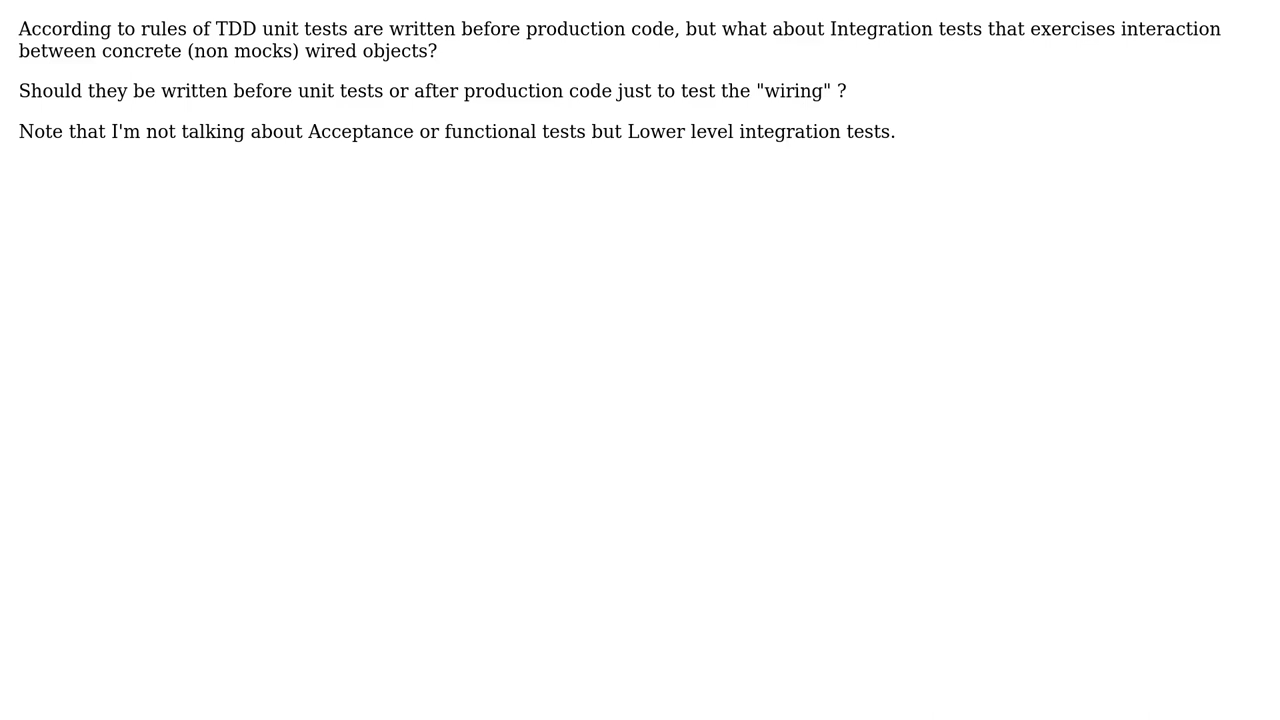 According to rules of TDD unit tests are written before production code, but what about Integration tests that exercises interaction
between concrete (non mocks) wired objects?
Should they be written before unit tests or after production code just to test the "wiring" ?
Note that I'm not talking about Acceptance or functional tests but Lower level integration tests.